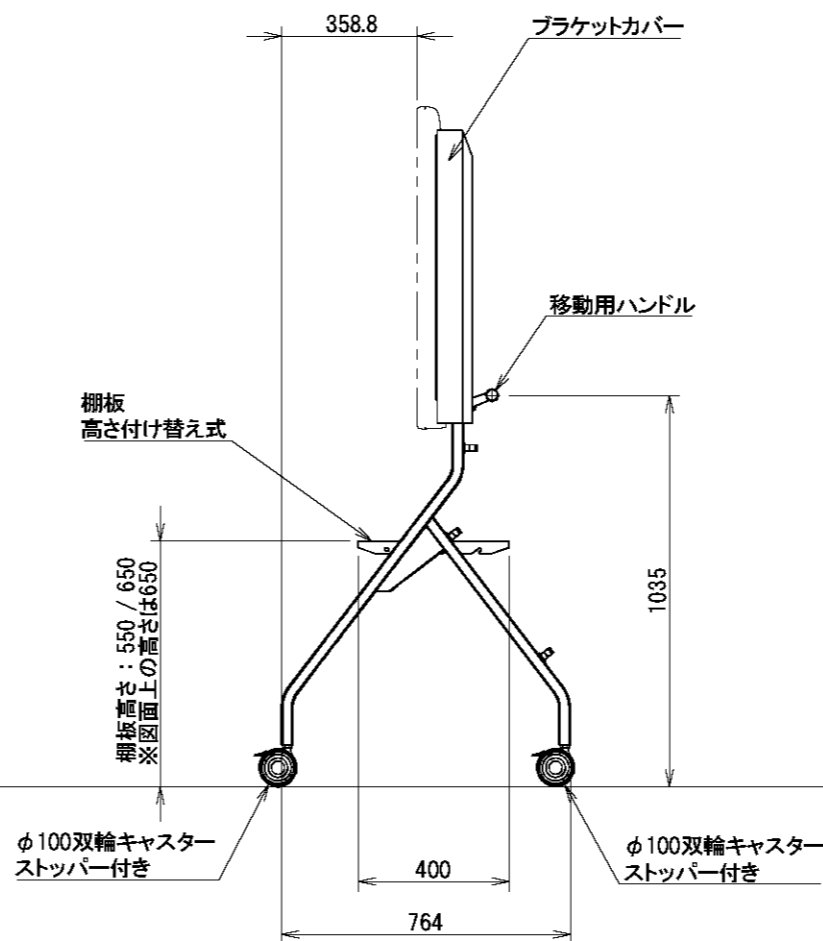 358.8
ブラケットカバー
移動用ハンドル
棚板
高さ付け替え式
棚板高さ：550 / 650
※図面上の高さは650
1035
φ100双輪キャスター
ストッパー付き
φ100双輪キャスター
ストッパー付き
400
764